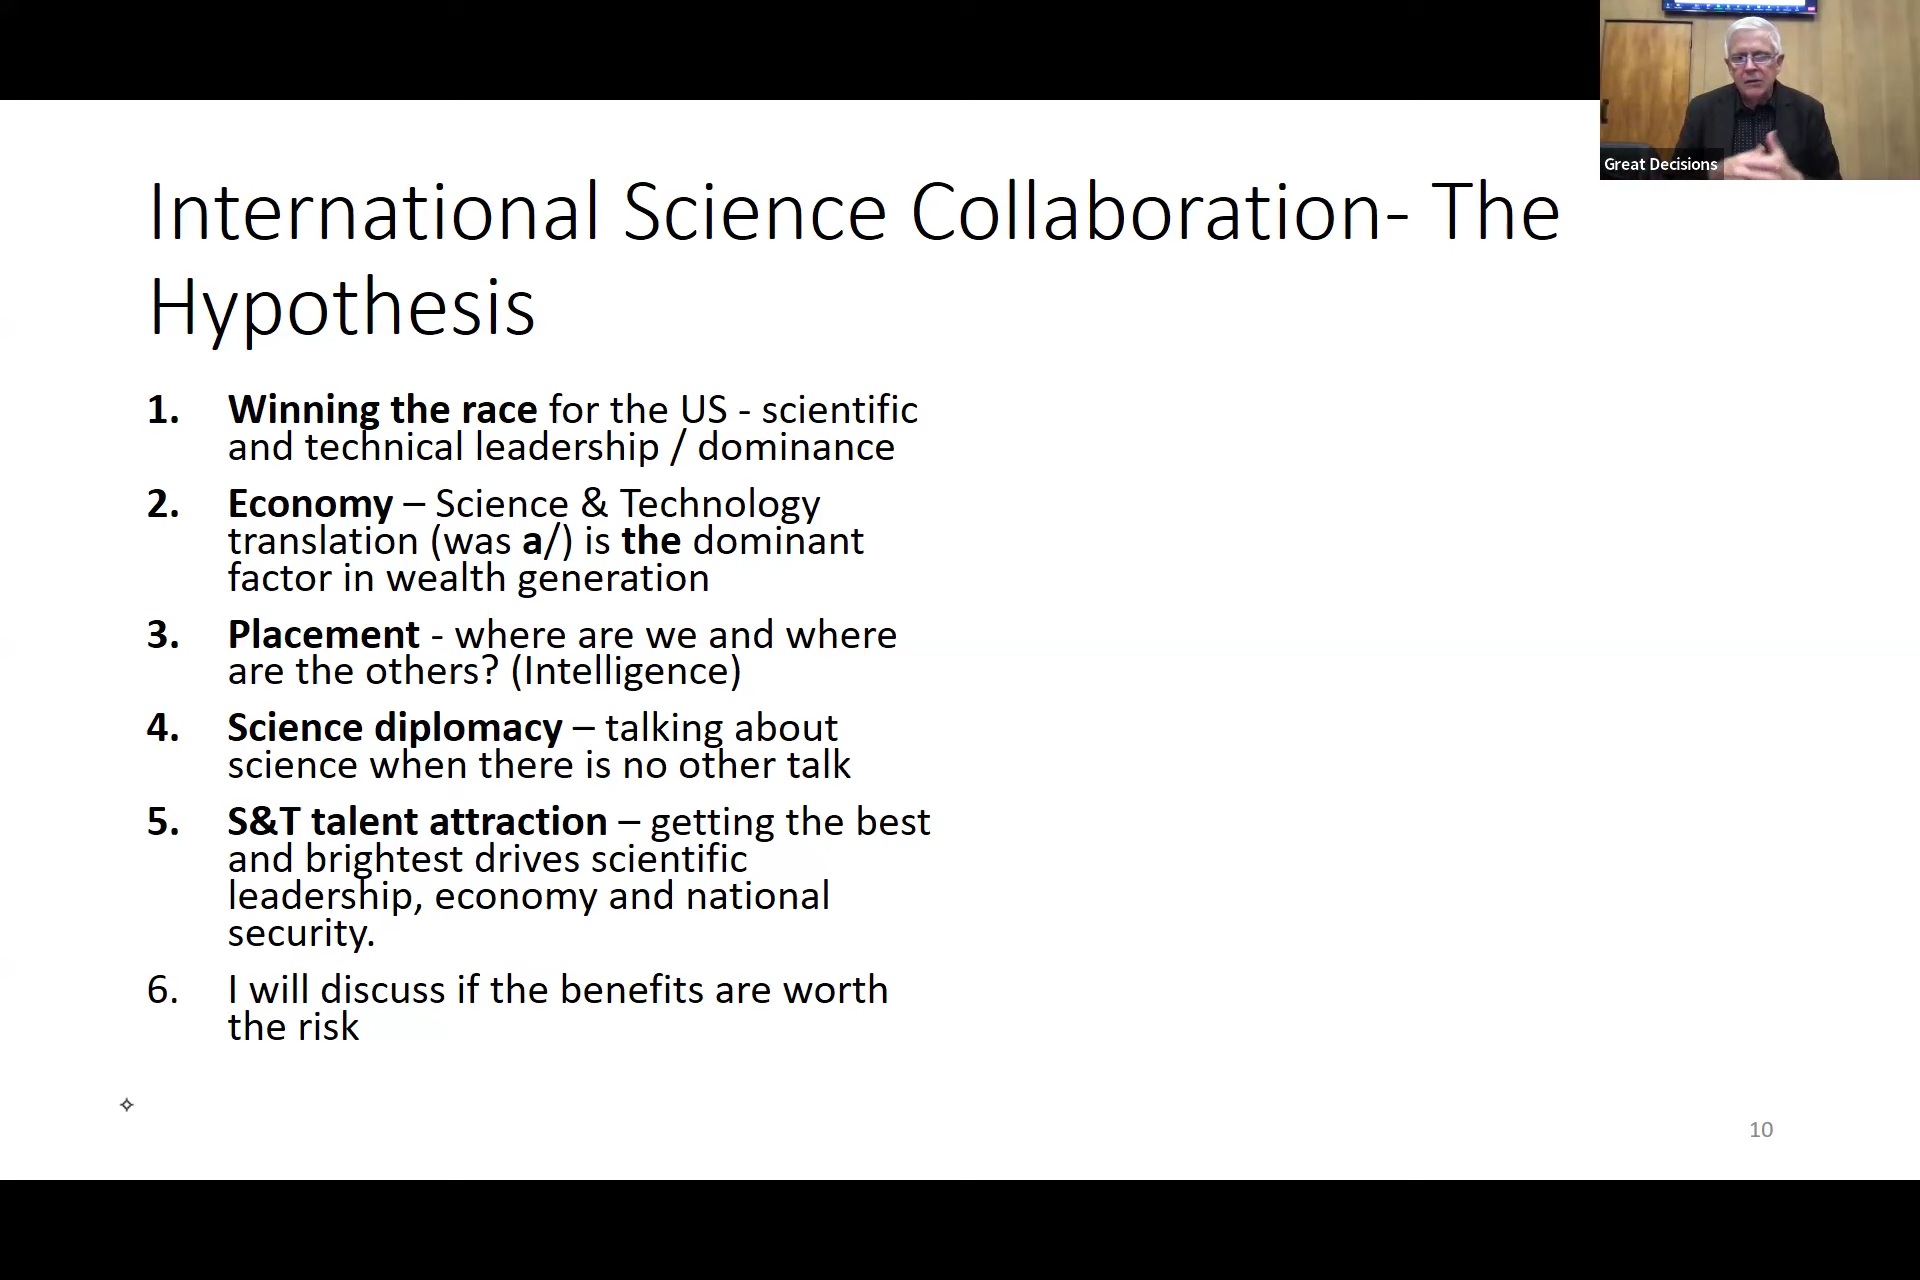 Great Decisions
International Science Collaboration- The
Hypothesis
1. Winning the race for the US - scientific
and technical leadership / dominance
2. Economy – Science & Technology
translation (was a/) is the dominant
factor in wealth generation
3. Placement - where are we and where
are the others? (Intelligence)
4. Science diplomacy – talking about
science when there is no other talk
5. S&T talent attraction – getting the best
and brightest drives scientific
leadership, economy and national
security.
6. I will discuss if the benefits are worth
the risk
10